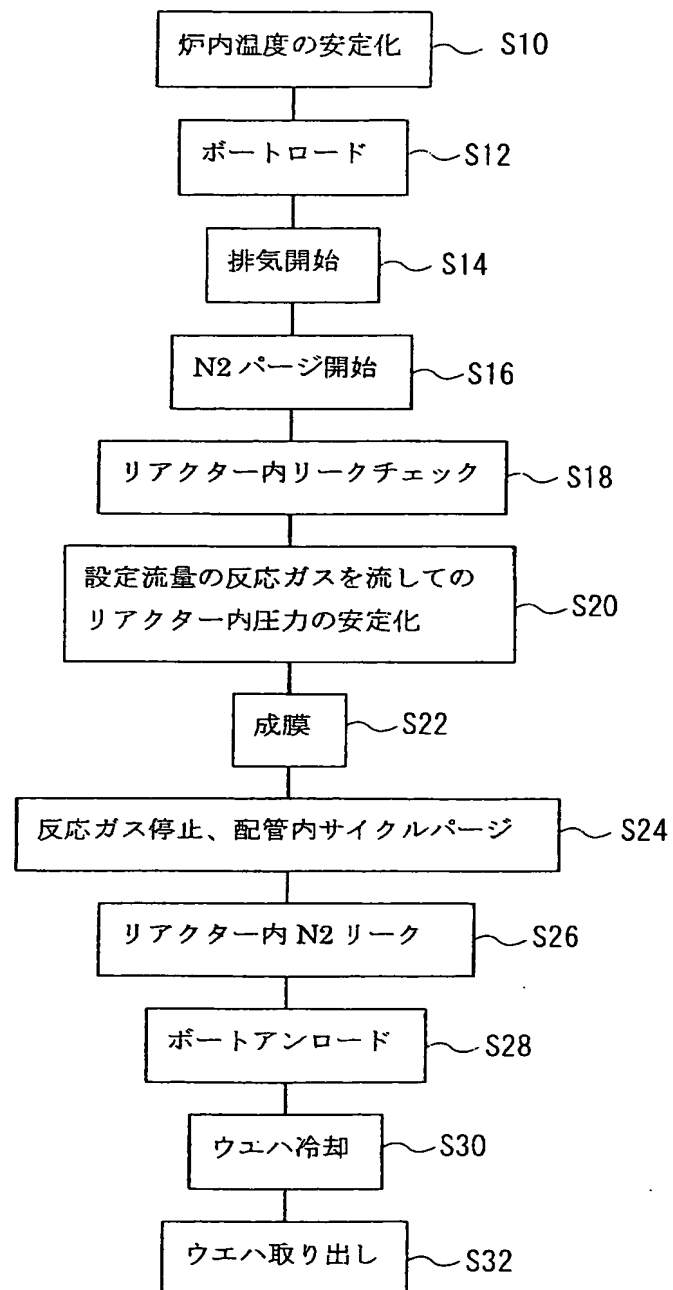 炉内温度の安定化 S10
ボートロード S12
排気開始 S14
N2 パージ開始 S16
リアクター内リークチェック S18
設定流量の反応ガスを流しての
リアクター内圧力の安定化 S20
成膜 S22
反応ガス停止、配管内サイクルパージ S24
リアクター内 N2 リーク S26
ボートアンロード S28
ウエハ冷却 S30
ウエハ取り出し S32